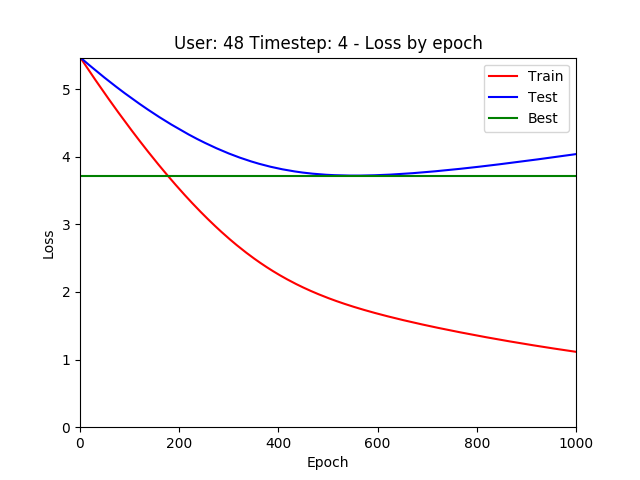 User: 48 Timestep: 4 - Loss by epoch
Train
Test
Best
5
4
3
2
1
0
Loss
0 200 400 600 800 1000
Epoch